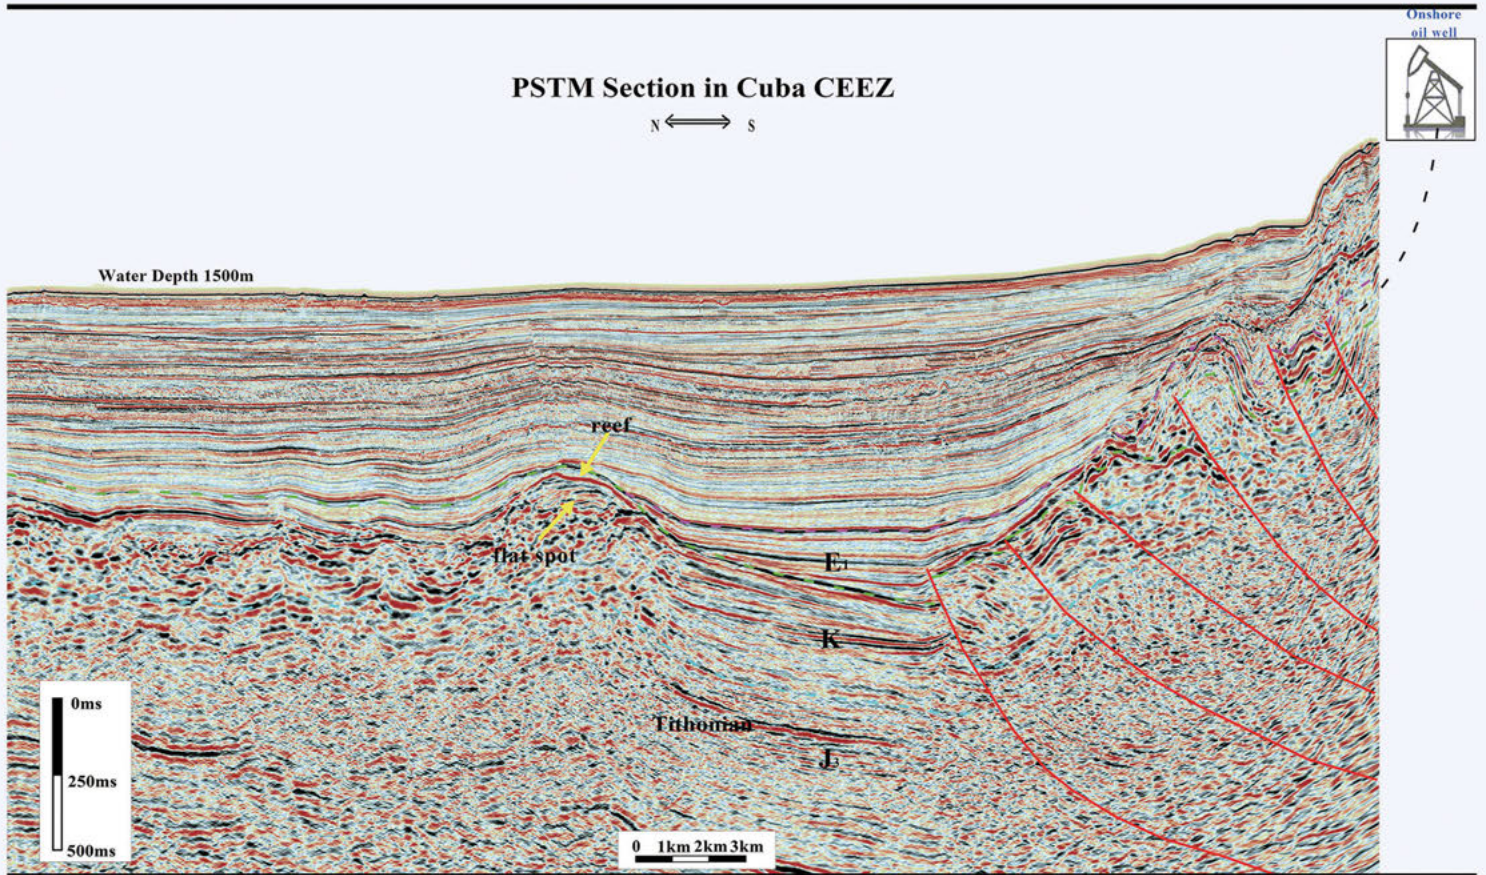 Onshore
oil well
PSTM Section in Cuba CEEZ
N S
Water Depth 1500m
reef
flat spot
E1
K
Tithonian
J3
0ms
250ms
500ms
0 1km 2km 3km